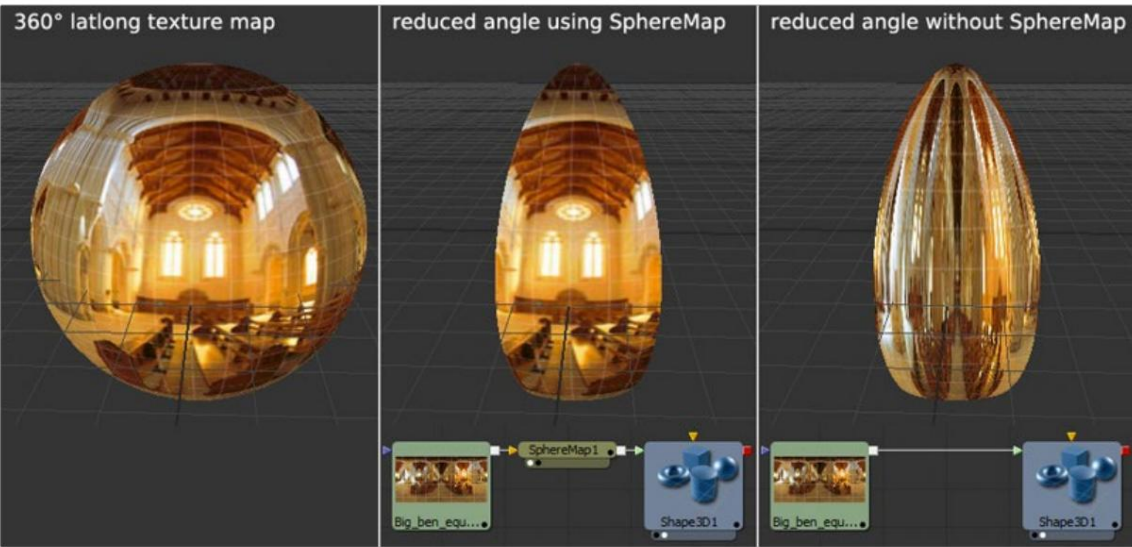 360° latlong texture map
reduced angle using SphereMap
reduced angle without SphereMap
SphereMap1
Big_ben_equ...
Shape3D1
Big_ben_equ...
Shape3D1